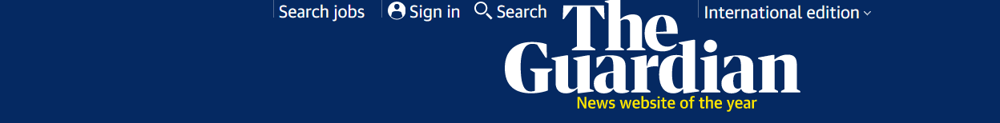 Search jobs
Sign in
Search
International edition
The
Guardian
News website of the year